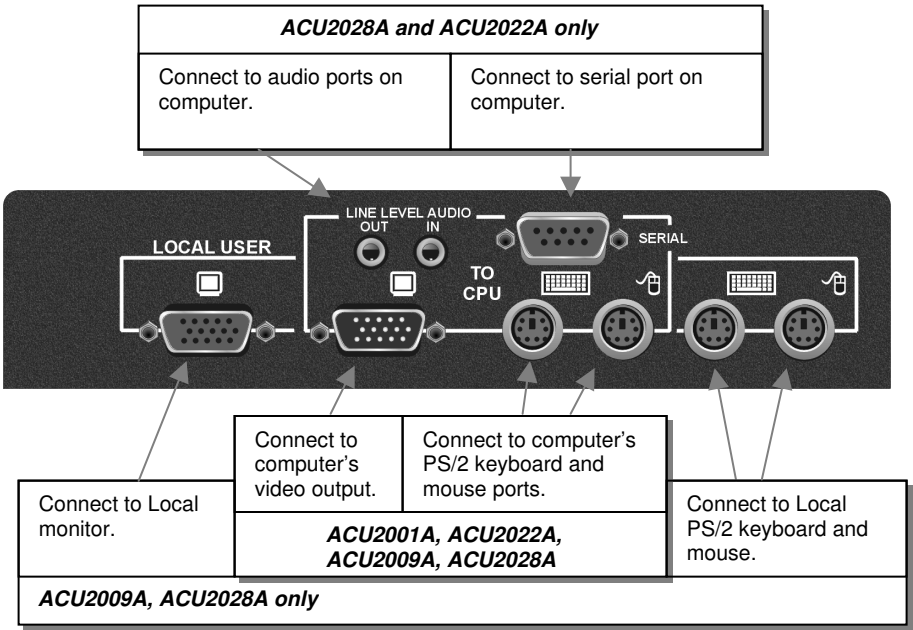 ACU2028A and ACU2022A only
Connect to audio ports on
computer.
Connect to serial port on
computer.
LINE LEVEL AUDIO
OUT
IN
SERIAL
LOCAL USER
TO
CPU
Connect to
computer's
video output.
Connect to computer's
PS/2 keyboard and
mouse ports.
Connect to Local
monitor.
Connect to Local
PS/2 keyboard and
mouse.
ACU2001A, ACU2022A,
ACU2009A, ACU2028A
ACU2009A, ACU2028A only